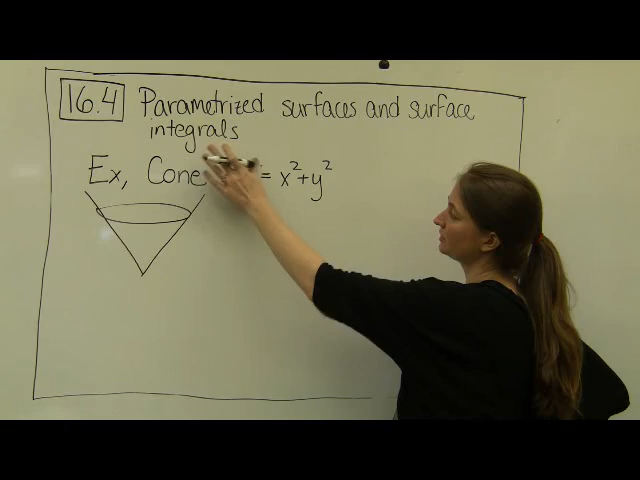 16.4 Parametrized surfaces and surface
integrals
Ex, Cone = x²+y²